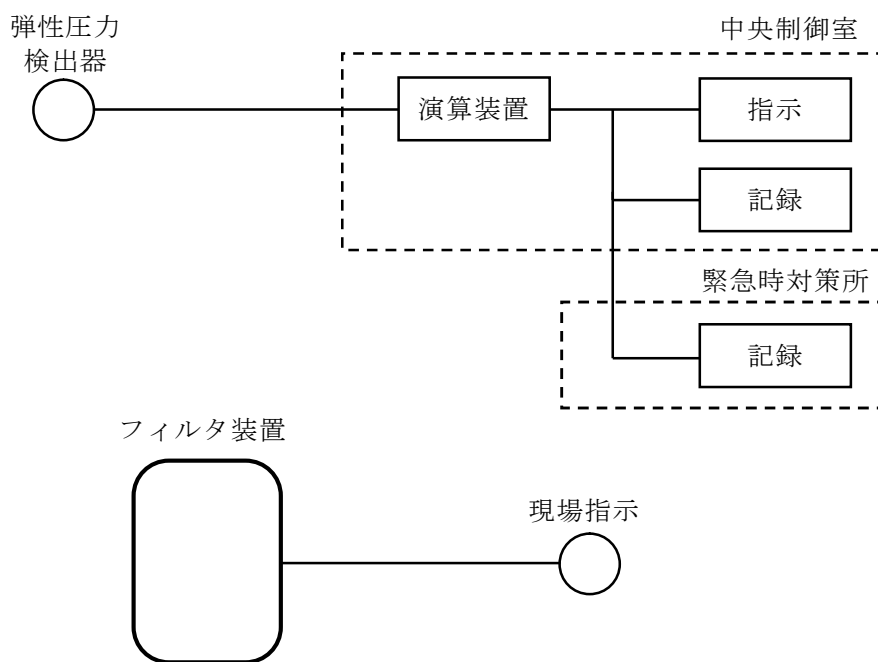 弾性圧力
検出器
中央制御室
演算装置
指示
記録
緊急時対策所
記録
フィルタ装置
現場指示